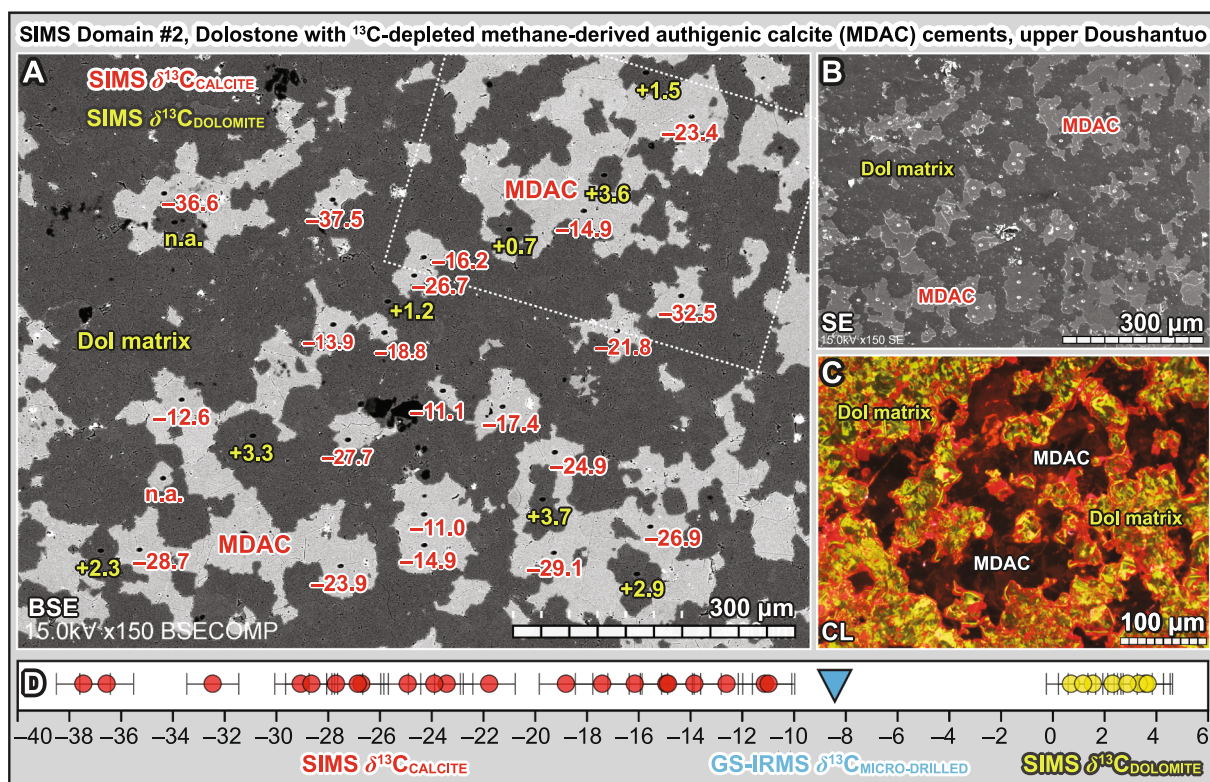 SIMS Domain #2, Dolostone with ¹³C-depleted methane-derived authigenic calcite (MDAC) cements, upper Doushantuo
A
SIMS δ¹³C_CALCITE
SIMS δ¹³C_DOLOMITE
+1.5
−23.4
MDAC
+3.6
−36.6
−37.5
−14.9
n.a.
+0.7
−16.2
−26.7
+1.2
−32.5
Dol matrix
−13.9
−18.8
−21.8
−12.6
−11.1
−17.4
+3.3
−27.7
−24.9
n.a.
+3.7
−11.0
−26.9
MDAC
−28.7
−14.9
+2.3
−29.1
−23.9
+2.9
BSE
300 µm
15.0kV x150 BSECOMP
B
MDAC
Dol matrix
MDAC
SE
300 µm
15.0kV x150 SE
C
Dol matrix
MDAC
Dol matrix
MDAC
CL
100 µm
D
−40 −38 −36 −34 −32 −30 −28 −26 −24 −22 −20 −18 −16 −14 −12 −10 −8 −6 −4 −2 0 2 4 6
SIMS δ¹³C_CALCITE GS-IRMS δ¹³C_MICRO-DRILLED SIMS δ¹³C_DOLOMITE